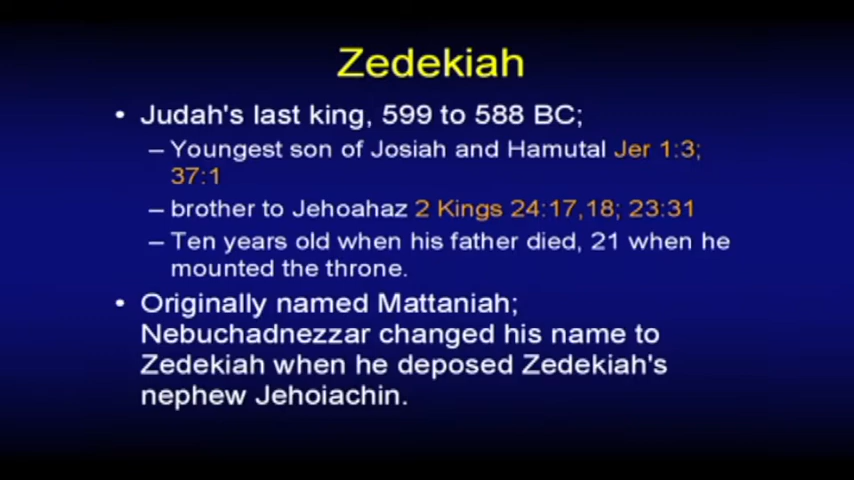 Zedekiah
• Judah's last king, 599 to 588 BC;
– Youngest son of Josiah and Hamutal Jer 1:3;
37:1
– brother to Jehoahaz 2 Kings 24:17,18; 23:31
– Ten years old when his father died, 21 when he
mounted the throne.
• Originally named Mattaniah;
Nebuchadnezzar changed his name to
Zedekiah when he deposed Zedekiah's
nephew Jehoiachin.